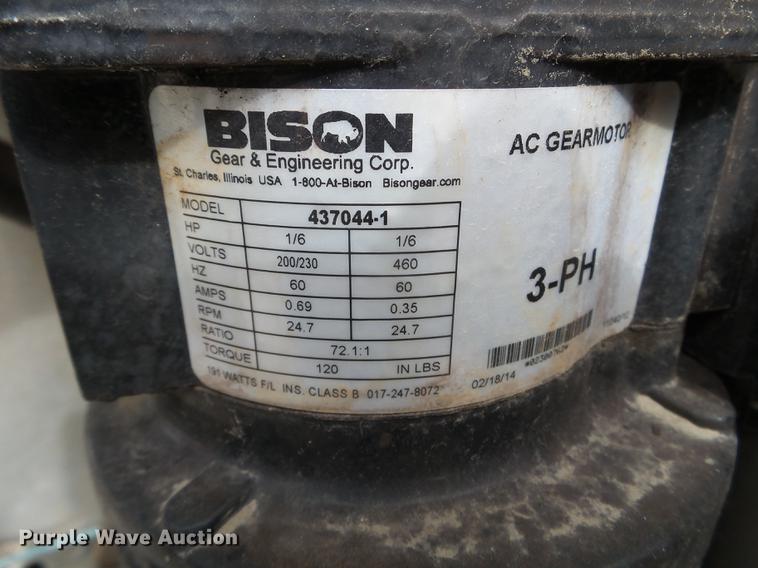 BISON
Gear & Engineering Corp.
St. Charles, Illinois USA 1-800-At-Bison Bisongear.com
AC GEARMOTOR
MODEL 437044-1
HP 1/6 1/6
VOLTS 200/230 460
HZ 60 60
AMPS 0.69 0.35
RPM 24.7 24.7
RATIO 72.1:1
TORQUE 120 IN LBS
191 WATTS F/L INS. CLASS B 017-247-8072
3-PH
02/18/14
Purple Wave Auction